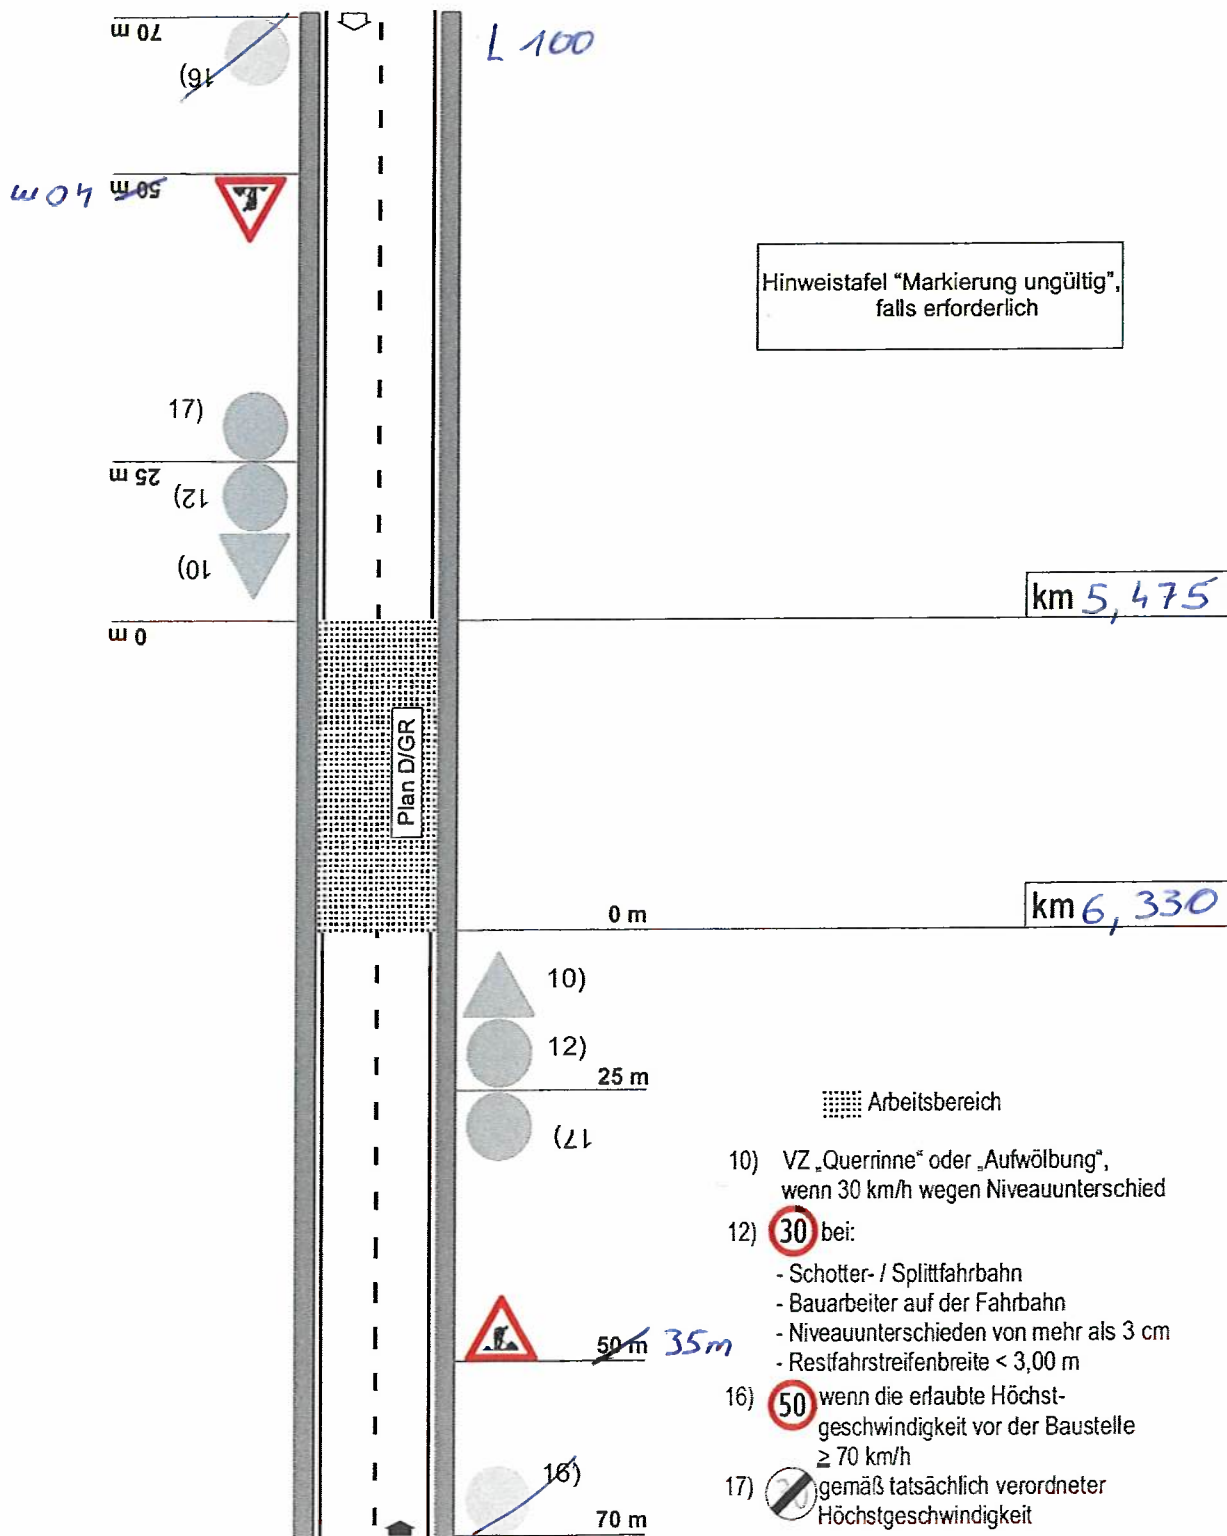 70 m
L 100
16)
50 m 40 m
Hinweistafel "Markierung ungültig",
falls erforderlich
17)
25 m
12)
10)
km 5,475
0 m
Plan D/GR
0 m
km 6,330
10)
12)
25 m
17)
Arbeitsbereich
10) VZ „Querrinne“ oder „Aufwölbung“,
wenn 30 km/h wegen Niveauunterschied
12) 30 bei:
- Schotter- / Splittfahrbahn
- Bauarbeiter auf der Fahrbahn
- Niveauunterschieden von mehr als 3 cm
- Restfahrstreifenbreite < 3,00 m
50 m 35m
16) 50 wenn die erlaubte Höchst-
geschwindigkeit vor der Baustelle
≥ 70 km/h
16)
17) gemäß tatsächlich verordneter
Höchstgeschwindigkeit
70 m